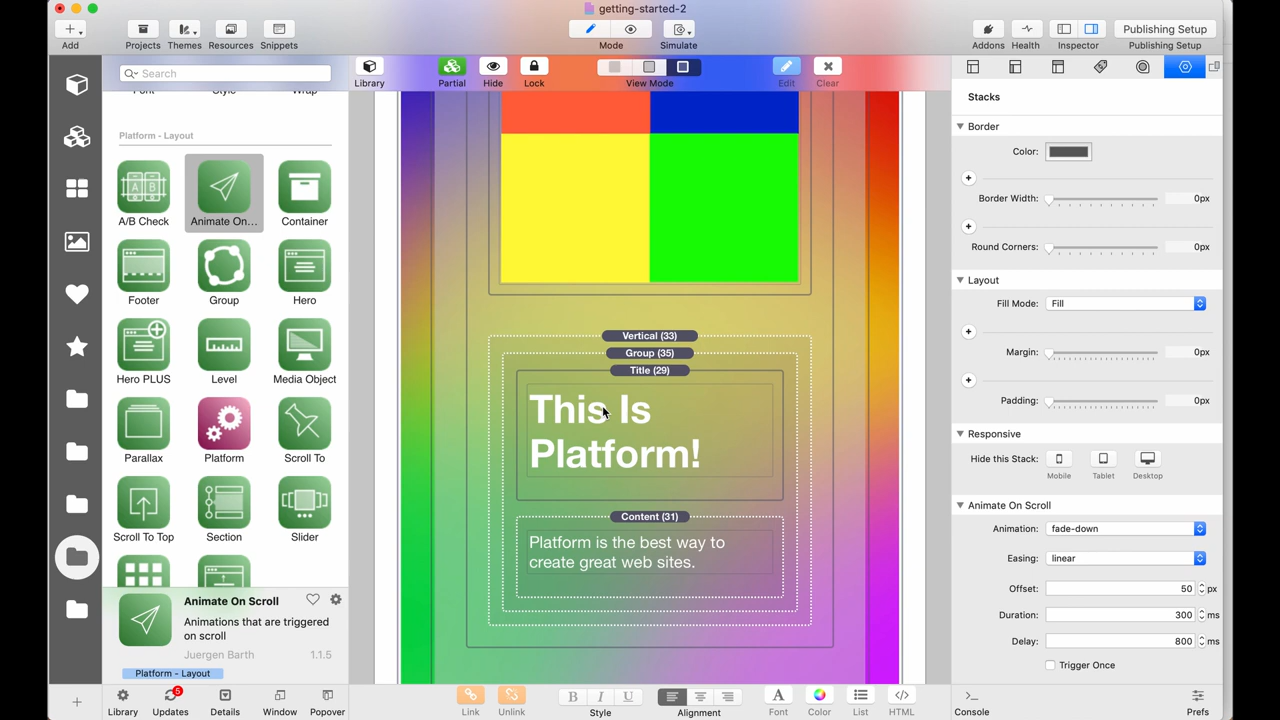 getting-started-2
Add
Projects
Themes
Resources
Snippets
Mode
Simulate
Addons
Health
Inspector
Publishing Setup
Publishing Setup
Search
Library
Partial
Hide
Lock
View Mode
Edit
Clear
Font
Style
Wrap
Platform - Layout
A/B Check
Animate On...
Container
Footer
Group
Hero
Hero PLUS
Level
Media Object
Parallax
Platform
Scroll To
Scroll To Top
Section
Slider
Animate On Scroll
Animations that are triggered
on scroll
Juergen Barth
1.1.5
Platform - Layout
Library
5
Updates
Details
Window
Popover
Vertical (33)
Group (35)
Title (29)
This Is
Platform!
Content (31)
Platform is the best way to
create great web sites.
Link
Unlink
B I U
Style
Alignment
A
Font
Color
List
HTML
Stacks
Border
Color:
Border Width:
0px
Round Corners:
0px
Layout
Fill Mode:
Fill
Margin:
0px
Padding:
0px
Responsive
Hide this Stack:
Mobile
Tablet
Desktop
Animate On Scroll
Animation:
fade-down
Easing:
linear
Offset:
50
px
Duration:
300
ms
Delay:
800
ms
Trigger Once
Console
Prefs